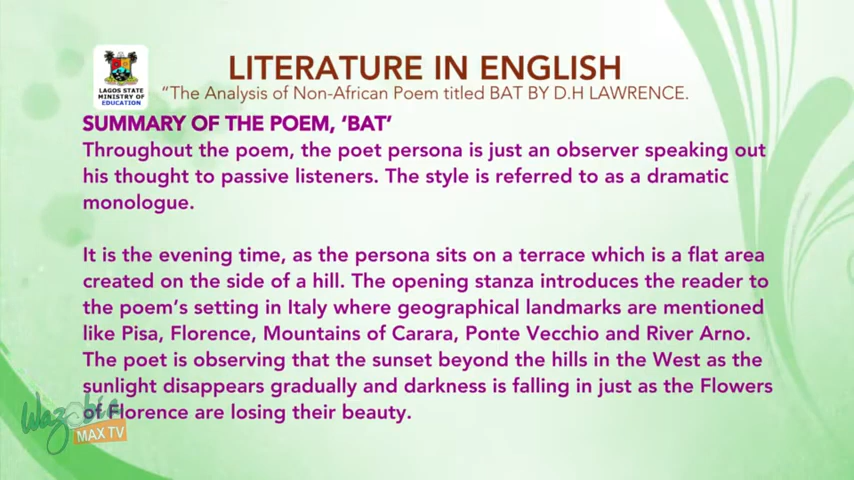 LAGOS STATE
MINISTRY OF
EDUCATION
LITERATURE IN ENGLISH
“The Analysis of Non-African Poem titled BAT BY D.H LAWRENCE.
SUMMARY OF THE POEM, ‘BAT’
Throughout the poem, the poet persona is just an observer speaking out
his thought to passive listeners. The style is referred to as a dramatic
monologue.
It is the evening time, as the persona sits on a terrace which is a flat area
created on the side of a hill. The opening stanza introduces the reader to
the poem’s setting in Italy where geographical landmarks are mentioned
like Pisa, Florence, Mountains of Carara, Ponte Vecchio and River Arno.
The poet is observing that the sunset beyond the hills in the West as the
sunlight disappears gradually and darkness is falling in just as the Flowers
of Florence are losing their beauty.
Wazobia
MAX TV